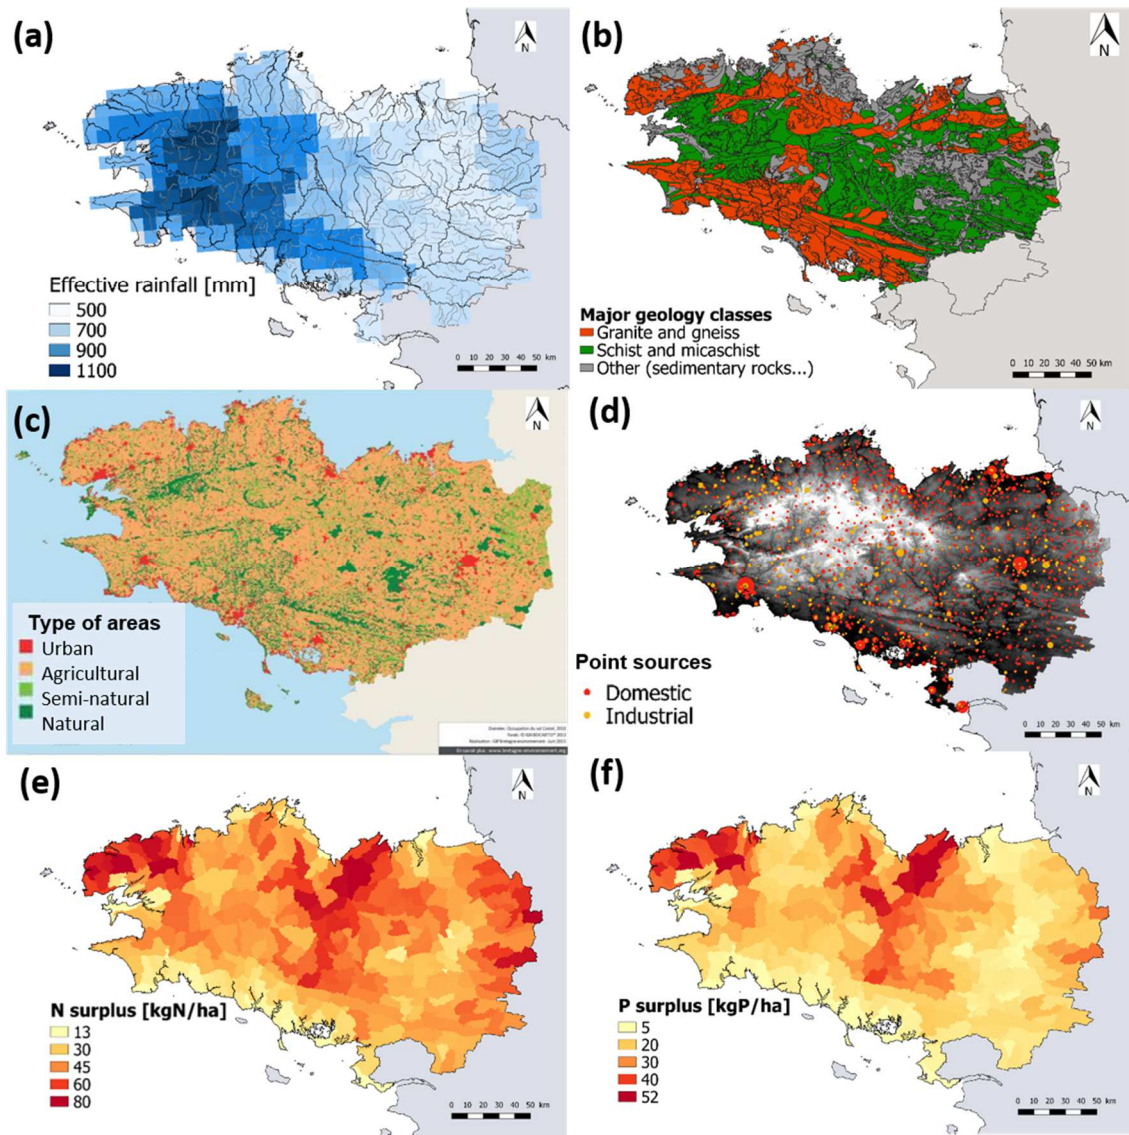 (a)
N
Effective rainfall [mm]
500
700
900
1100
0 10 20 30 40 50 km
(b)
N
Major geology classes
Granite and gneiss
Schist and micaschist
Other (sedimentary rocks...)
0 10 20 30 40 50 km
(c)
N
Type of areas
Urban
Agricultural
Semi-natural
Natural
(d)
N
Point sources
Domestic
Industrial
0 10 20 30 40 50 km
(e)
N
N surplus [kgN/ha]
13
30
45
60
80
0 10 20 30 40 50 km
(f)
N
P surplus [kgP/ha]
5
20
30
40
52
0 10 20 30 40 50 km